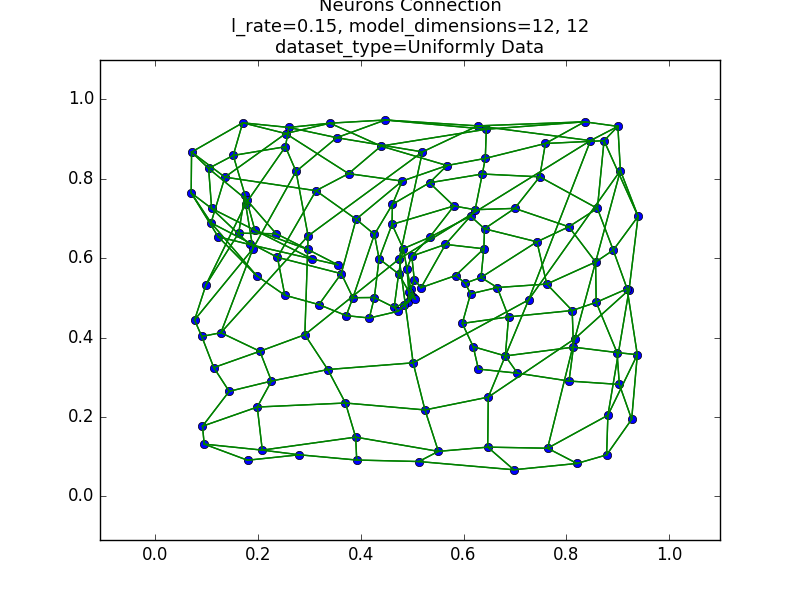 Neurons Connection
l_rate=0.15, model_dimensions=12, 12
dataset_type=Uniformly Data
1.0
0.8
0.6
0.4
0.2
0.0
0.0 0.2 0.4 0.6 0.8 1.0